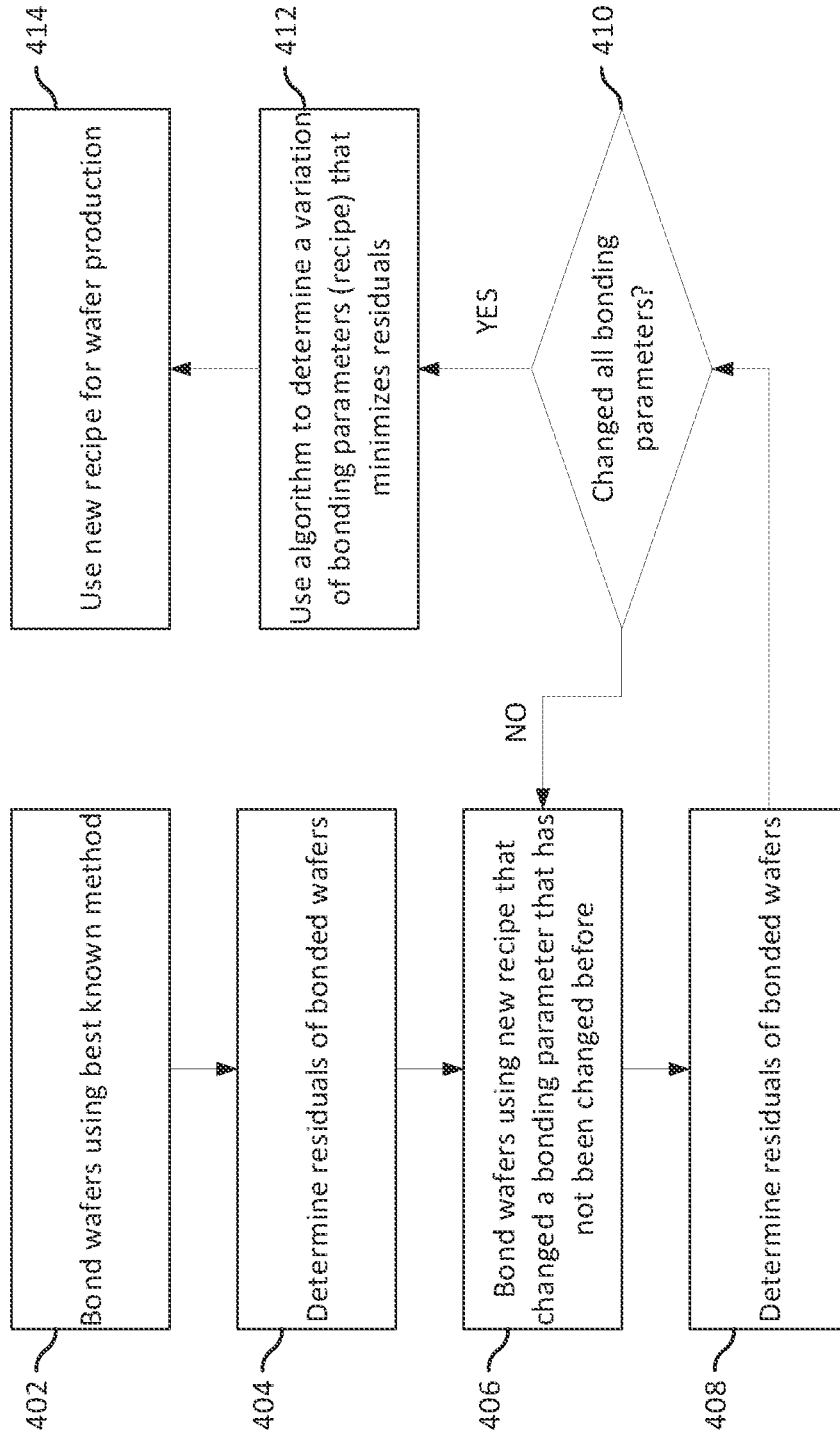 402
Bond wafers using best known method
404
Determine residuals of bonded wafers
406
Bond wafers using new recipe that
changed a bonding parameter that has
not been changed before
408
Determine residuals of bonded wafers
NO
Changed all bonding
parameters?
410
YES
Use algorithm to determine a variation
of bonding parameters (recipe) that
minimizes residuals
412
Use new recipe for wafer production
414